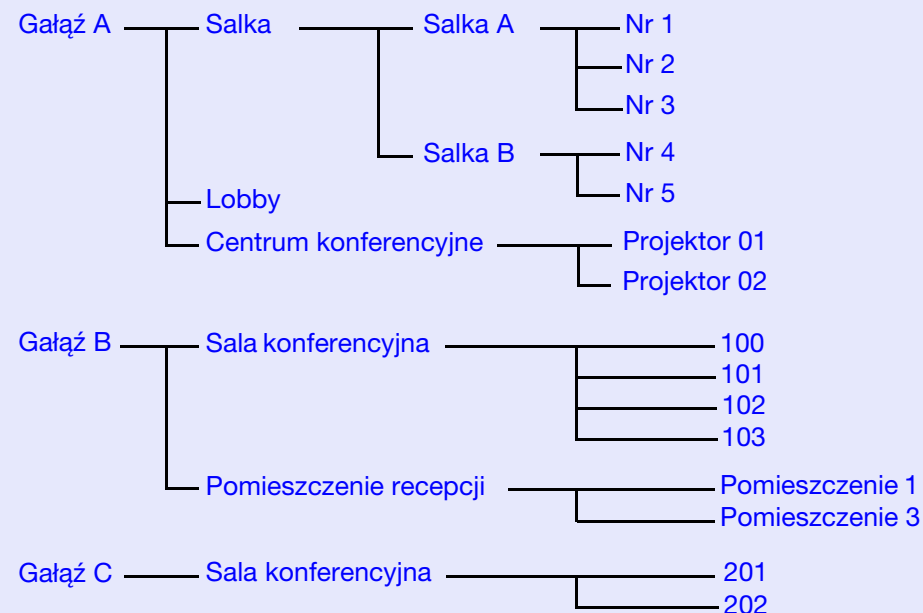 Gałąź A Salka Salka A Nr 1
Nr 2
Nr 3
Salka B Nr 4
Nr 5
Lobby
Centrum konferencyjne Projektor 01
Projektor 02
Gałąź B Sala konferencyjna 100
101
102
103
Pomieszczenie recepcji Pomieszczenie 1
Pomieszczenie 3
Gałąź C Sala konferencyjna 201
202